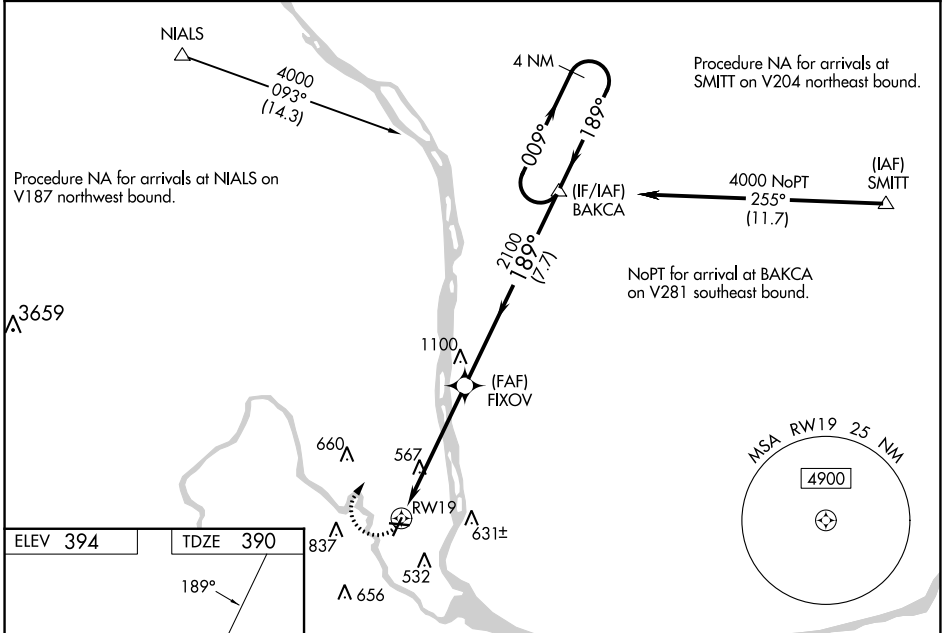 NIALS
4000
093°
(14.3)
4 NM
009°
189°
Procedure NA for arrivals at
SMITT on V204 northeast bound.
Procedure NA for arrivals at NIALS on
V187 northwest bound.
(IF/IAF)
BAKCA
4000 NoPT
255°
(11.7)
(IAF)
SMITT
2100
189°
(7.7)
NoPT for arrival at BAKCA
on V281 southeast bound.
3659
1100
(FAF)
FIXOV
660
567
RW19
837
631±
532
656
MSA RW19 25 NM
4900
ELEV 394
TDZE 390
189°